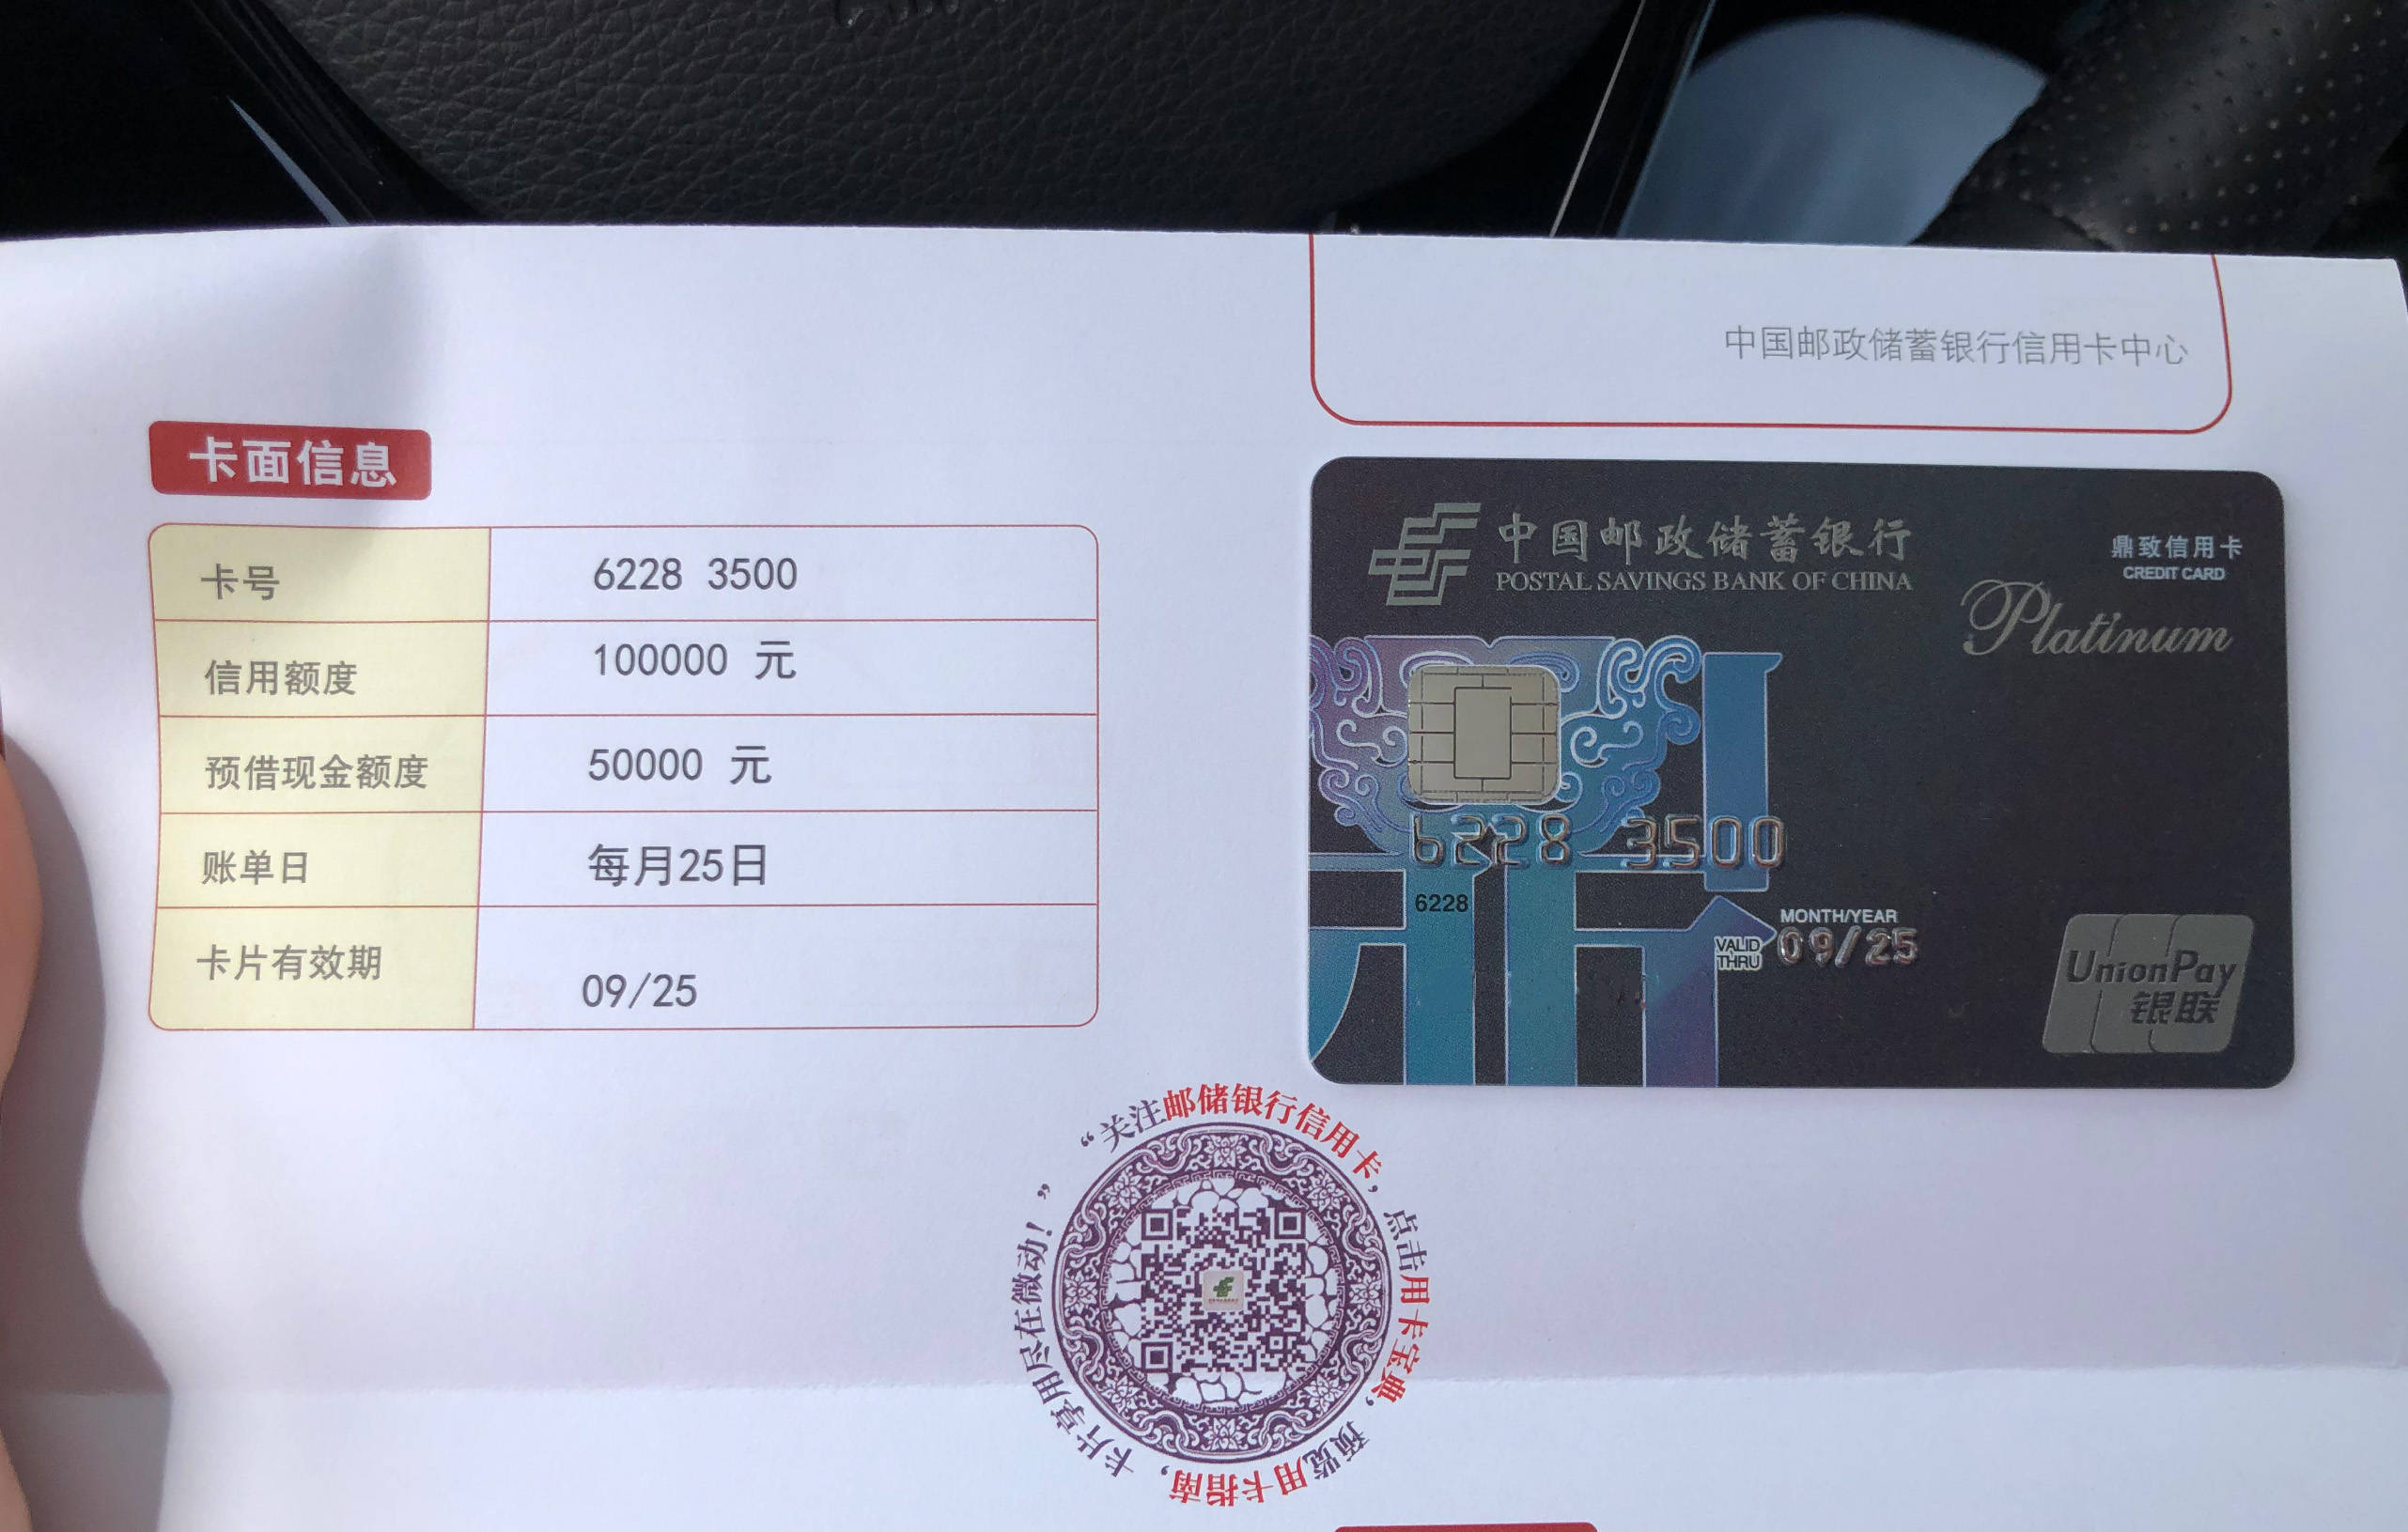 中国邮政储蓄银行信用卡中心
卡面信息
卡号 6228 3500
信用额度 100000 元
预借现金额度 50000 元
账单日 每月25日
卡片有效期 09/25
中国邮政储蓄银行
POSTAL SAVINGS BANK OF CHINA
鼎致信用卡
CREDIT CARD
Platinum
6228 3500
6228
MONTH/YEAR
VALID THRU 09/25
UnionPay
银联
“关注邮储银行信用卡，点击用卡宝典，预览用卡指南，卡片享用尽在微动！”